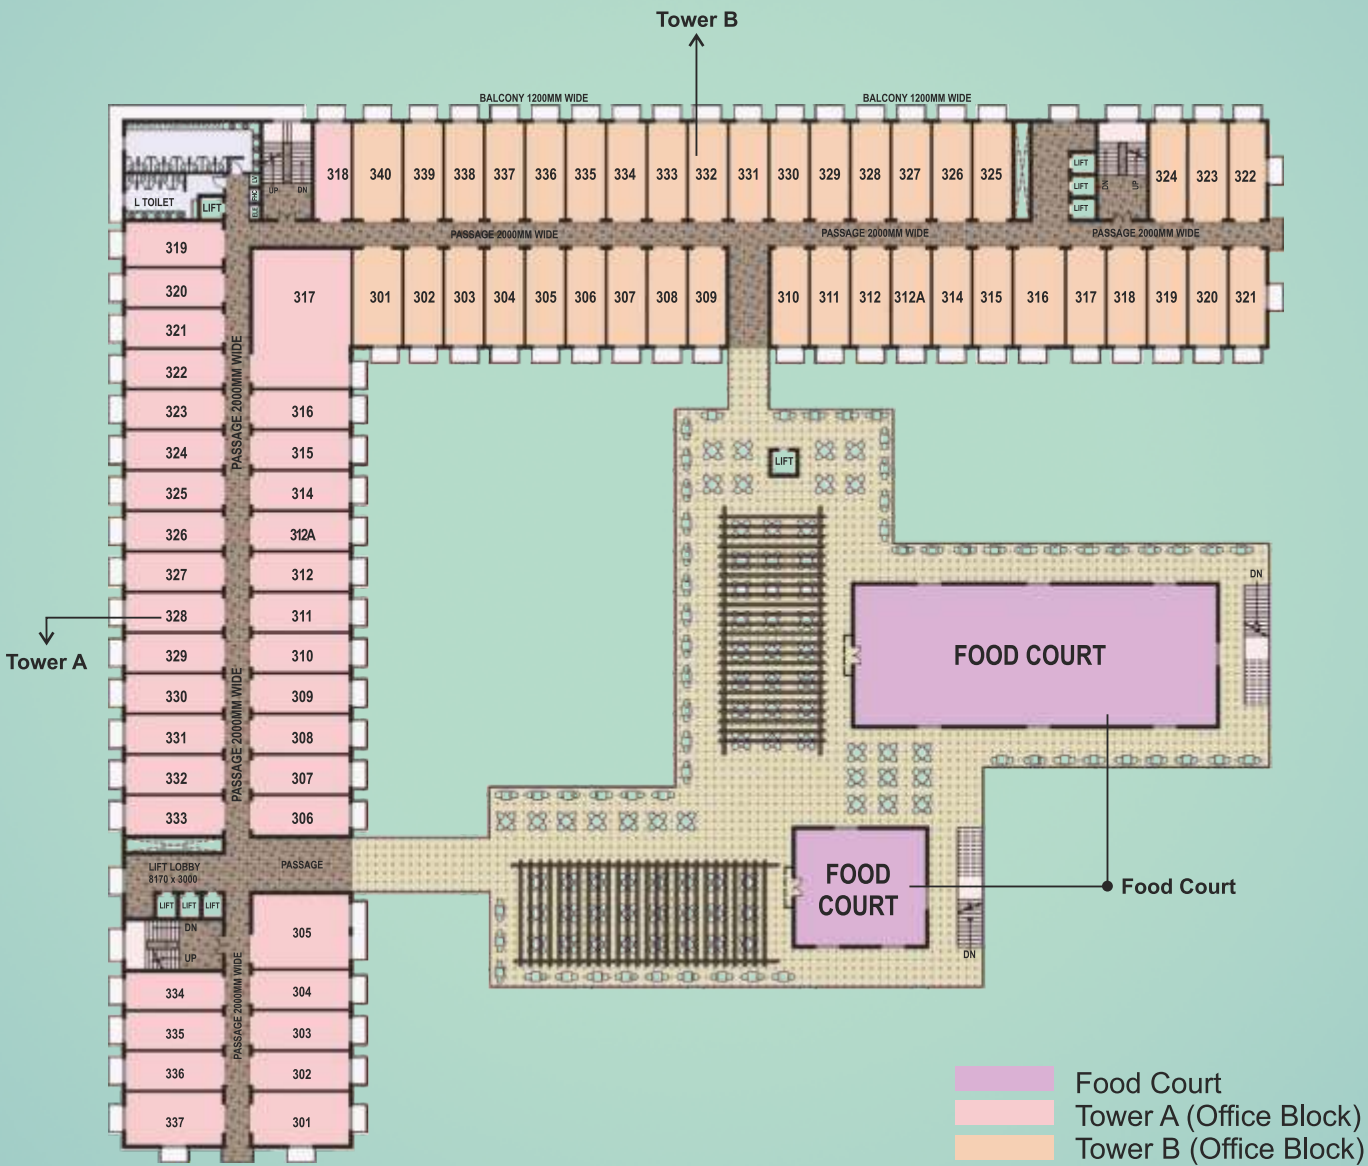 Tower B
BALCONY 1200MM WIDE
BALCONY 1200MM WIDE
318 340 339 338 337 336 335 334 333 332 331 330 329 328 327 326 325 324 323 322
LIFT
LIFT
LIFT
DN
UP
UP
DN
LV
ELE
L TOILET
LIFT
PASSAGE 2000MM WIDE
PASSAGE 2000MM WIDE
PASSAGE 2000MM WIDE
317 301 302 303 304 305 306 307 308 309 310 311 312 312A 314 315 316 317 318 319 320 321
319
320
321
322
323
324
325
326
327
328
329
330
331
332
333
PASSAGE 2000MM WIDE
PASSAGE 2000MM WIDE
316
315
314
312A
312
311
310
309
308
307
306
Tower A
LIFT
DN
FOOD COURT
FOOD
COURT
DN
Food Court
LIFT LOBBY
8170 x 3000
PASSAGE
LIFT LIFT LIFT
DN
UP
PASSAGE 2000MM WIDE
305
304
303
302
301
334
335
336
337
Food Court
Tower A (Office Block)
Tower B (Office Block)